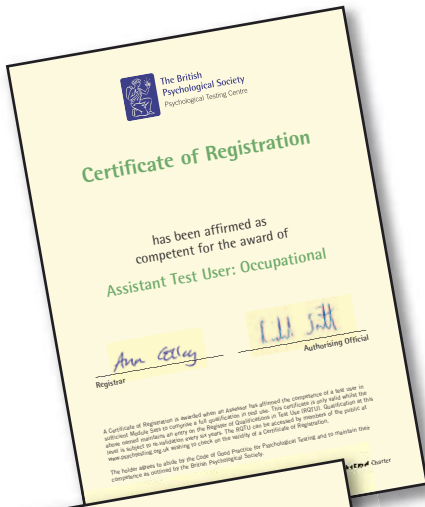 The British
Psychological Society
Psychological Testing Centre
Certificate of Registration
has been affirmed as
competent for the award of
Assistant Test User: Occupational
Ann Colley
Registrar
Authorising Official
A Certificate of Registration is awarded when an Assessor has affirmed the competence of a test user in
sufficient Module Sets to comprise a full qualification in test use. This certificate is only valid whilst the
above named maintains an entry on the Register of Qualifications in Test Use (RQTU). Qualification at this
level is subject to re-validation every six years. The RQTU can be accessed by members of the public at
www.psychtesting.org.uk wishing to check on the validity of a Certificate of Registration.
The holder agrees to abide by the Code of Good Practice for Psychological Testing and to maintain their
competence as outlined by the British Psychological Society.
Charter